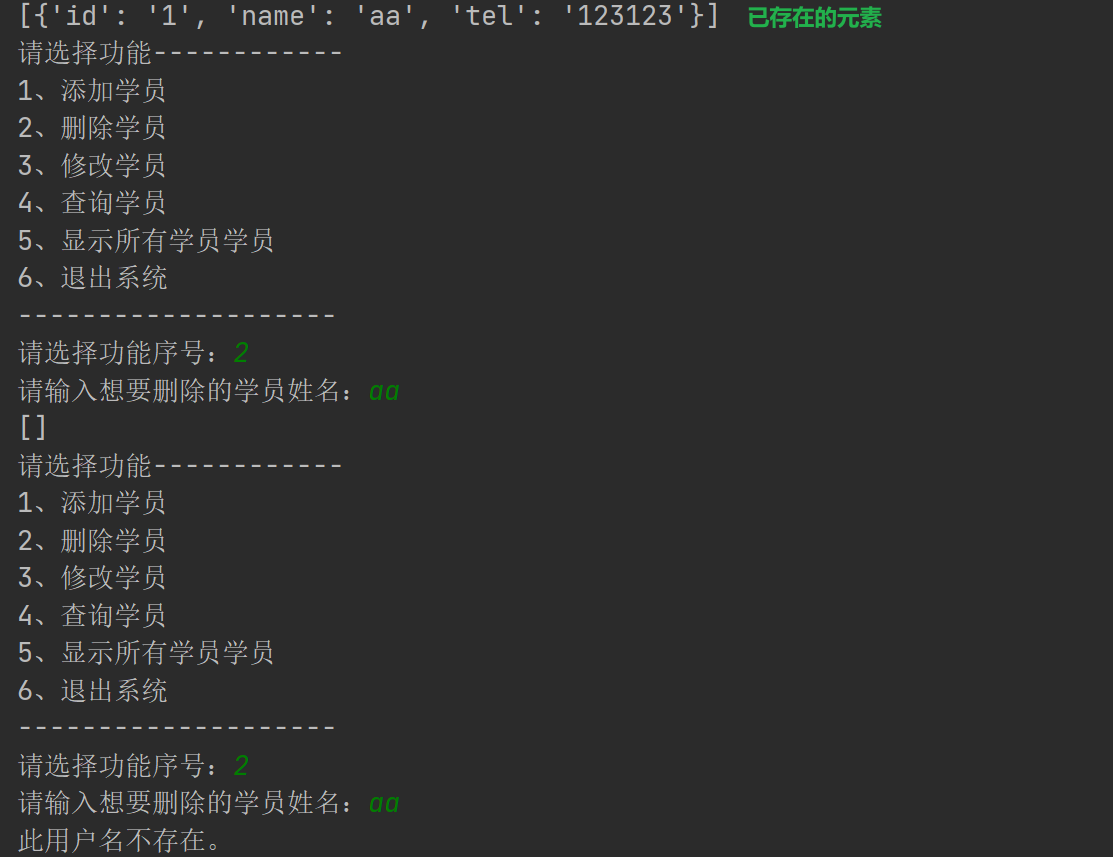 [{'id': '1', 'name': 'aa', 'tel': '123123'}] 已存在的元素
请选择功能------------
1、添加学员
2、删除学员
3、修改学员
4、查询学员
5、显示所有学员学员
6、退出系统
--------------------
请选择功能序号：2
请输入想要删除的学员姓名：aa
[]
请选择功能------------
1、添加学员
2、删除学员
3、修改学员
4、查询学员
5、显示所有学员学员
6、退出系统
--------------------
请选择功能序号：2
请输入想要删除的学员姓名：aa
此用户名不存在。